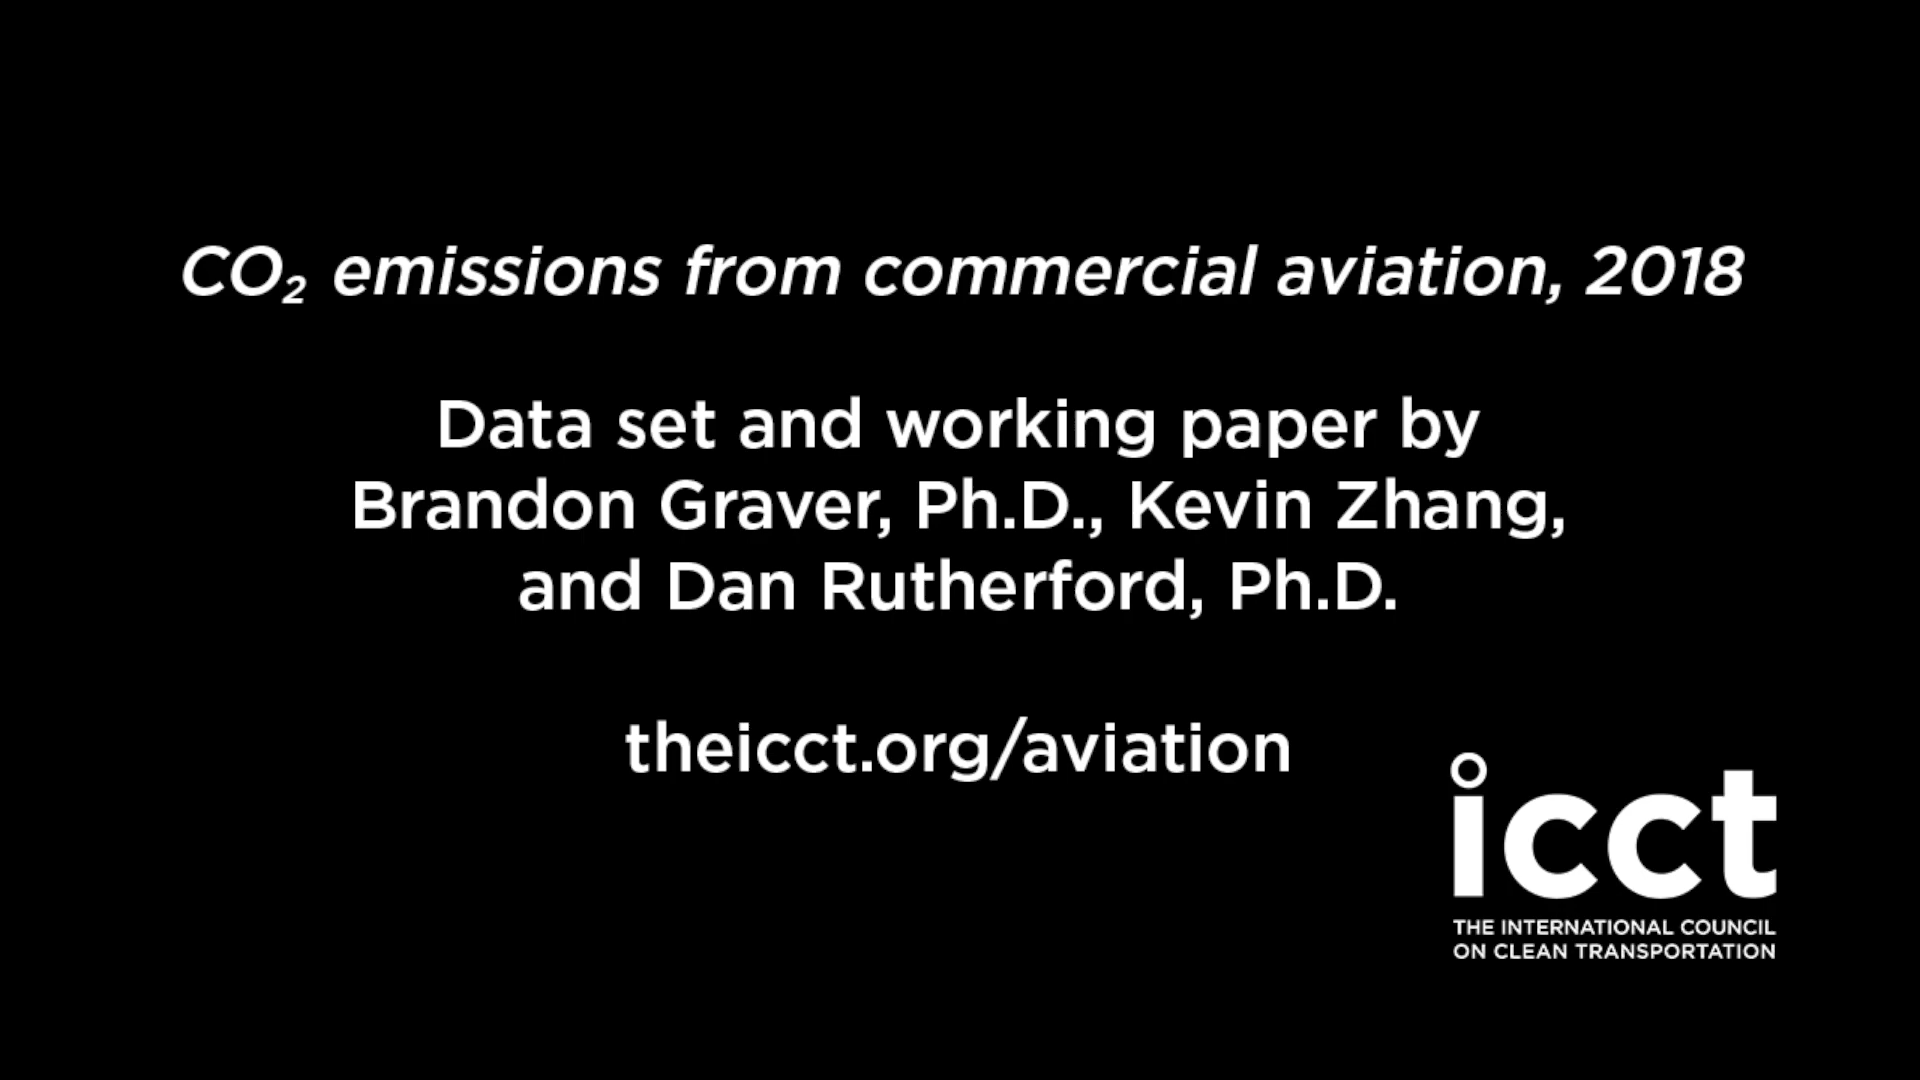 CO₂ emissions from commercial aviation, 2018
Data set and working paper by
Brandon Graver, Ph.D., Kevin Zhang,
and Dan Rutherford, Ph.D.
theicct.org/aviation
icct
THE INTERNATIONAL COUNCIL
ON CLEAN TRANSPORTATION